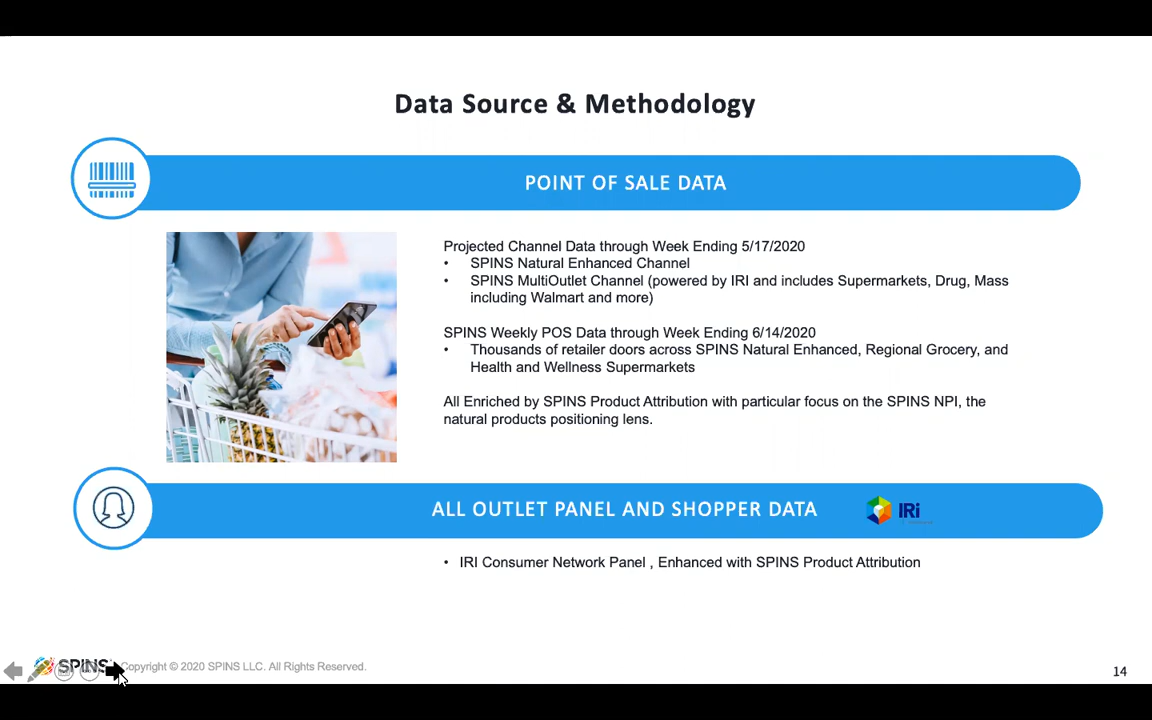 Data Source & Methodology
POINT OF SALE DATA
Projected Channel Data through Week Ending 5/17/2020
• SPINS Natural Enhanced Channel
• SPINS MultiOutlet Channel (powered by IRI and includes Supermarkets, Drug, Mass
including Walmart and more)
SPINS Weekly POS Data through Week Ending 6/14/2020
• Thousands of retailer doors across SPINS Natural Enhanced, Regional Grocery, and
Health and Wellness Supermarkets
All Enriched by SPINS Product Attribution with particular focus on the SPINS NPI, the
natural products positioning lens.
ALL OUTLET PANEL AND SHOPPER DATA
IRi
• IRI Consumer Network Panel , Enhanced with SPINS Product Attribution
SPINS
Copyright © 2020 SPINS LLC. All Rights Reserved.
14